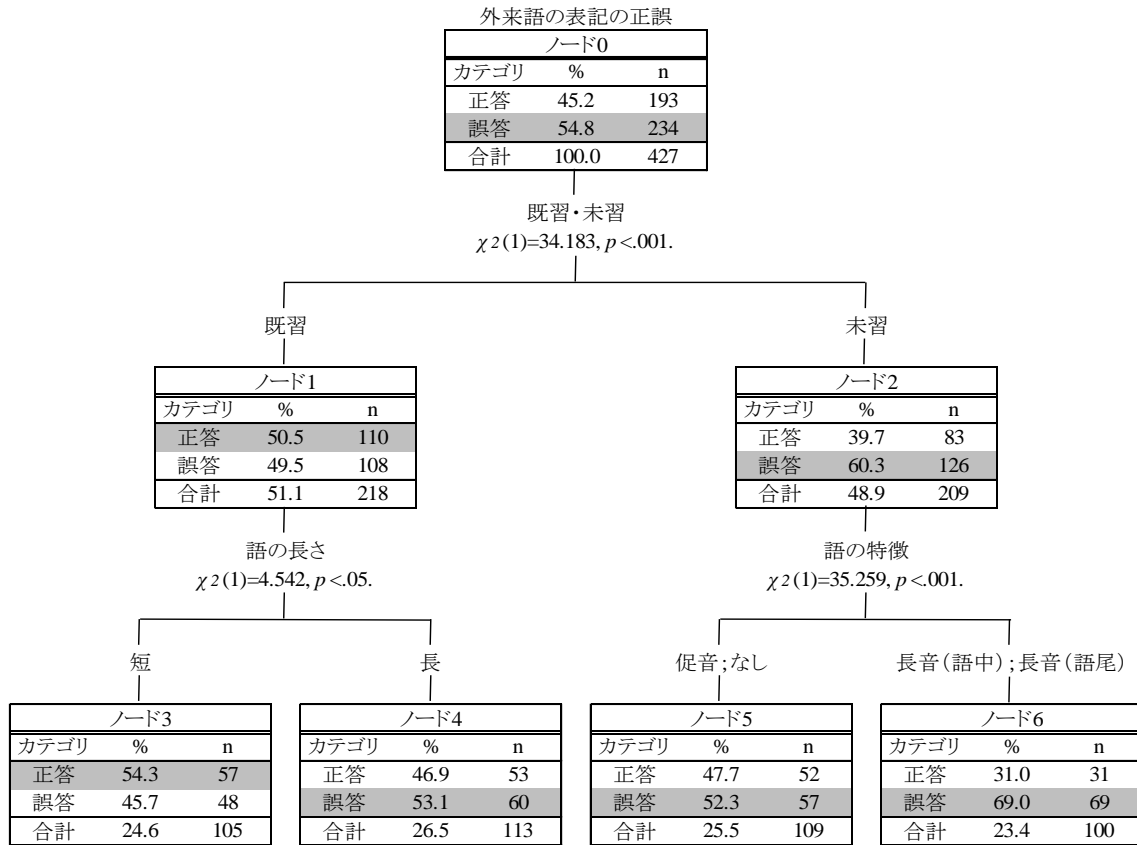 外来語の表記の正誤
ノード0
カテゴリ % n
正答 45.2 193
誤答 54.8 234
合計 100.0 427
既習・未習
χ2(1)=34.183, p<.001.
既習
未習
ノード1
カテゴリ % n
正答 50.5 110
誤答 49.5 108
合計 51.1 218
ノード2
カテゴリ % n
正答 39.7 83
誤答 60.3 126
合計 48.9 209
語の長さ
χ2(1)=4.542, p<.05.
語の特徴
χ2(1)=35.259, p<.001.
短
長
促音;なし
長音(語中);長音(語尾)
ノード3
カテゴリ % n
正答 54.3 57
誤答 45.7 48
合計 24.6 105
ノード4
カテゴリ % n
正答 46.9 53
誤答 53.1 60
合計 26.5 113
ノード5
カテゴリ % n
正答 47.7 52
誤答 52.3 57
合計 25.5 109
ノード6
カテゴリ % n
正答 31.0 31
誤答 69.0 69
合計 23.4 100